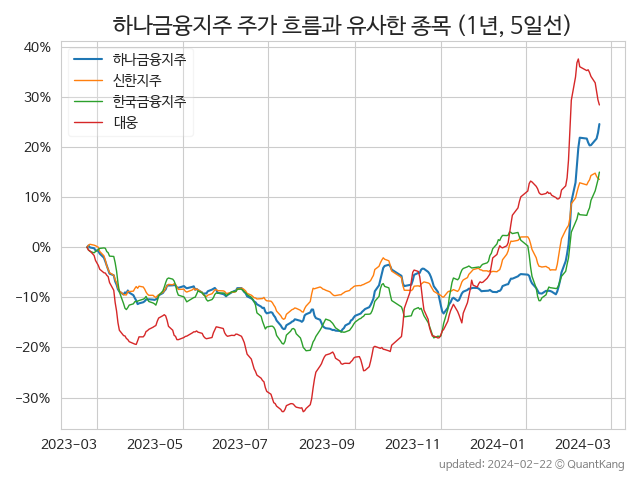 하나금융지주 주가 흐름과 유사한 종목 (1년, 5일선)
40%
30%
20%
10%
0%
−10%
−20%
−30%
하나금융지주
신한지주
한국금융지주
대웅
2023−03
2023−05
2023−07
2023−09
2023−11
2024−01
2024−03
updated: 2024-02-22 © QuantKang